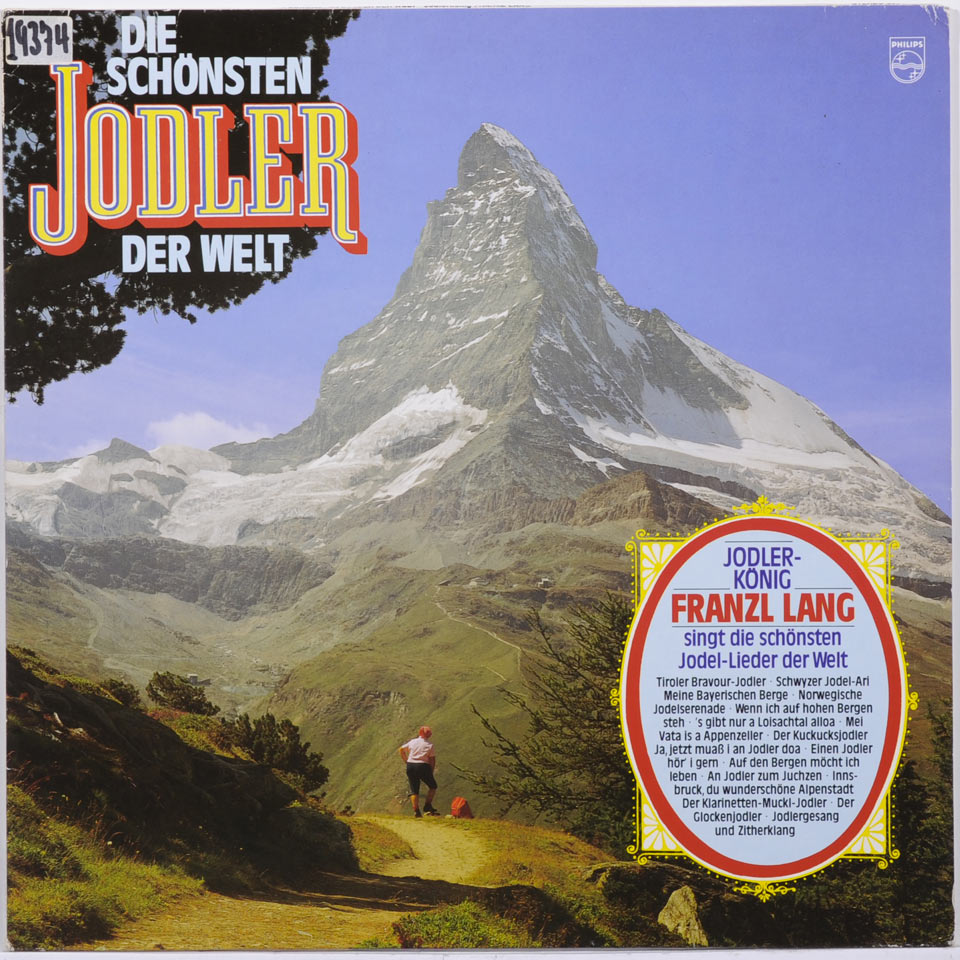 19374
DIE
SCHÖNSTEN
JODLER
DER WELT
PHILIPS
JODLER-
KÖNIG
FRANZL LANG
singt die schönsten
Jodel-Lieder der Welt
Tiroler Bravour-Jodler · Schwyzer Jodel-Ari
Meine Bayerischen Berge · Norwegische
Jodelserenade · Wenn ich auf hohen Bergen
steh · 's gibt nur a Loisachtal alloa · Mei
Vata is a Appenzeller · Der Kuckucksjodler
Ja, jetzt muaß i an Jodler doa · Einen Jodler
hör' i gern · Auf den Bergen möcht ich
leben · An Jodler zum Juchzen · Inns-
bruck, du wunderschöne Alpenstadt
Der Klarinetten-Muckl-Jodler · Der
Glockenjodler · Jodlergesang
und Zitherklang